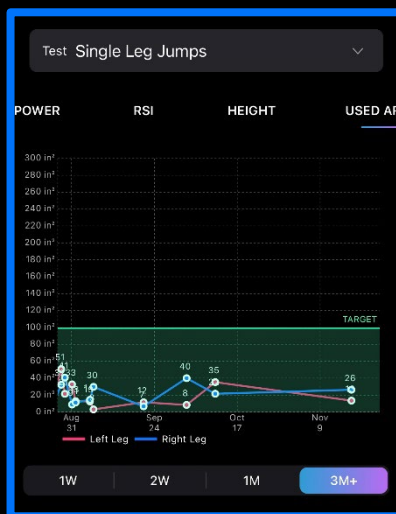 Test Single Leg Jumps
POWER RSI HEIGHT USED AR
300 in²
280 in²
260 in²
240 in²
220 in²
200 in²
180 in²
160 in²
140 in²
120 in²
TARGET
100 in²
80 in²
60 in²
40 in²
20 in²
0 in²
51
41
33
30
12
7
40
8
35
26
Aug 31
Sep 24
Oct 17
Nov 9
Left Leg Right Leg
1W 2W 1M 3M+